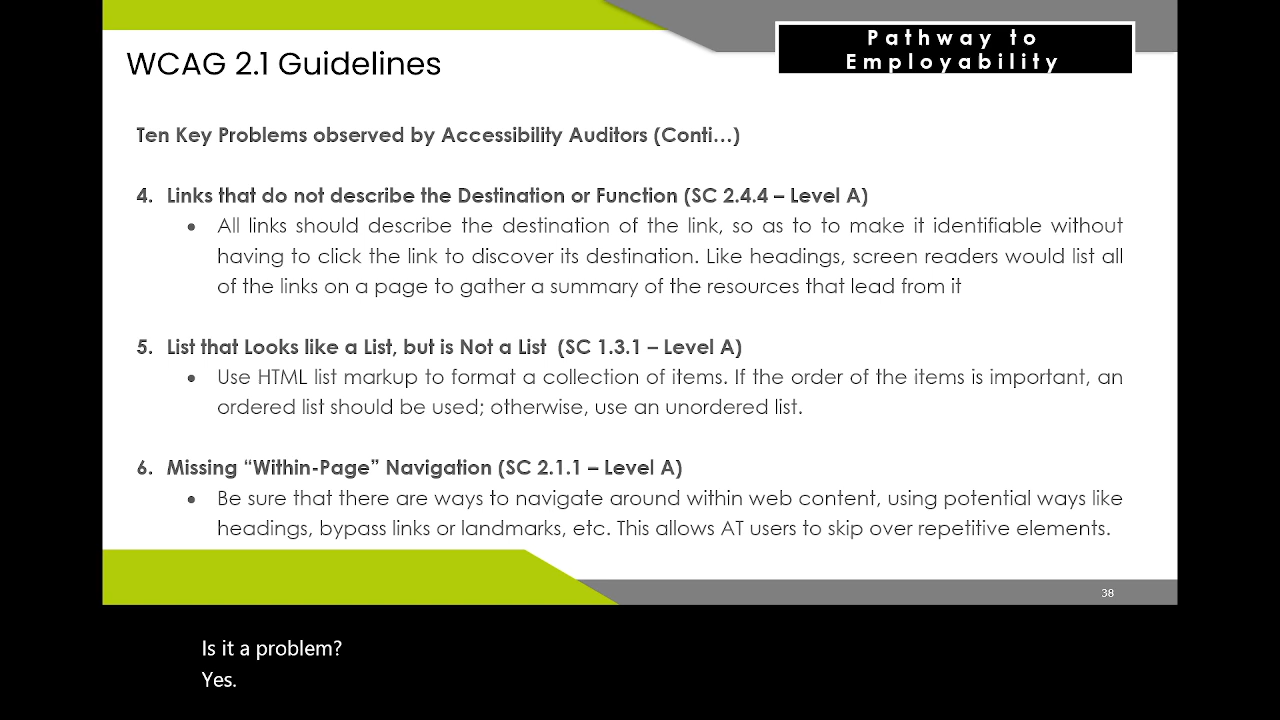 WCAG 2.1 Guidelines
Pathway to
Employability
Ten Key Problems observed by Accessibility Auditors (Conti...)
4. Links that do not describe the Destination or Function (SC 2.4.4 – Level A)
• All links should describe the destination of the link, so as to to make it identifiable without
having to click the link to discover its destination. Like headings, screen readers would list all
of the links on a page to gather a summary of the resources that lead from it
5. List that Looks like a List, but is Not a List (SC 1.3.1 – Level A)
• Use HTML list markup to format a collection of items. If the order of the items is important, an
ordered list should be used; otherwise, use an unordered list.
6. Missing “Within-Page” Navigation (SC 2.1.1 – Level A)
• Be sure that there are ways to navigate around within web content, using potential ways like
headings, bypass links or landmarks, etc. This allows AT users to skip over repetitive elements.
38
Is it a problem?
Yes.